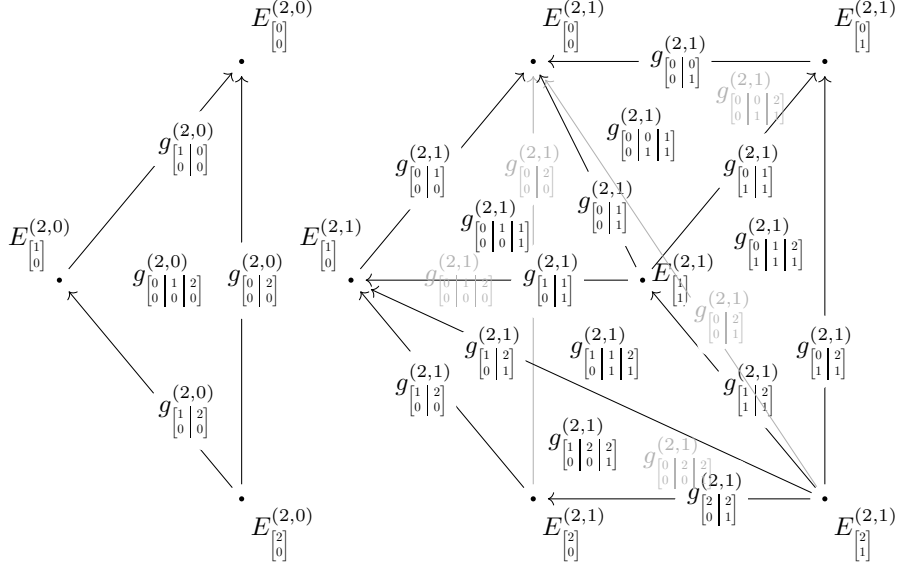 E^{(2,0)}_{[0 \\ 0]}
E^{(2,1)}_{[0 \\ 0]}
E^{(2,1)}_{[0 \\ 1]}
g^{(2,1)}_{[0 | 0 \\ 0 | 1]}
g^{(2,1)}_{[0 | 0 | 2 \\ 0 | 1 | 1]}
g^{(2,0)}_{[1 | 0 \\ 0 | 0]}
g^{(2,1)}_{[0 | 0 | 1 \\ 0 | 1 | 1]}
g^{(2,1)}_{[0 | 1 \\ 0 | 0]}
g^{(2,1)}_{[0 | 2 \\ 0 | 0]}
g^{(2,1)}_{[0 | 1 \\ 1 | 1]}
g^{(2,1)}_{[0 | 1 \\ 0 | 1]}
g^{(2,1)}_{[0 | 1 | 1 \\ 0 | 0 | 1]}
E^{(2,0)}_{[1 \\ 0]}
E^{(2,1)}_{[1 \\ 0]}
g^{(2,1)}_{[0 | 1 | 2 \\ 1 | 1 | 1]}
g^{(2,0)}_{[0 | 1 | 2 \\ 0 | 0 | 0]}
g^{(2,0)}_{[0 | 2 \\ 0 | 0]}
g^{(2,1)}_{[0 | 1 | 2 \\ 0 | 0 | 0]}
g^{(2,1)}_{[1 | 1 \\ 0 | 1]}
E^{(2,1)}_{[1 \\ 1]}
g^{(2,1)}_{[0 | 2 \\ 0 | 1]}
g^{(2,1)}_{[1 | 2 \\ 0 | 1]}
g^{(2,1)}_{[1 | 1 | 2 \\ 0 | 1 | 1]}
g^{(2,1)}_{[0 | 2 \\ 1 | 1]}
g^{(2,0)}_{[1 | 2 \\ 0 | 0]}
g^{(2,1)}_{[1 | 2 \\ 0 | 0]}
g^{(2,1)}_{[1 | 2 \\ 1 | 1]}
g^{(2,1)}_{[1 | 2 | 2 \\ 0 | 0 | 1]}
g^{(2,1)}_{[0 | 2 | 2 \\ 0 | 0 | 1]}
g^{(2,1)}_{[2 | 2 \\ 0 | 1]}
E^{(2,0)}_{[2 \\ 0]}
E^{(2,1)}_{[2 \\ 0]}
E^{(2,1)}_{[2 \\ 1]}